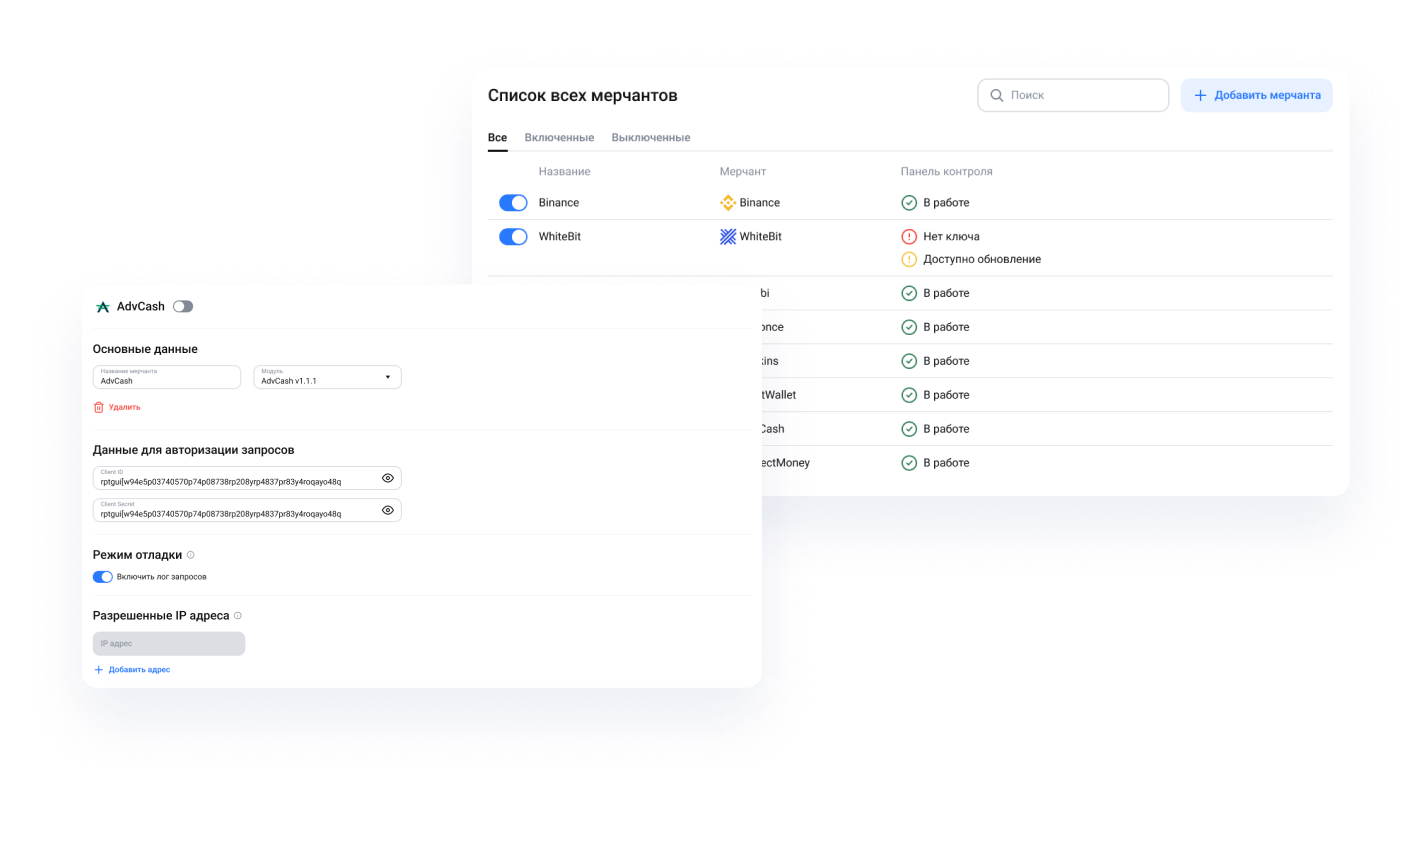 Список всех мерчантов
Поиск
Добавить мерчанта
Все Включенные Выключенные
Название Мерчант Панель контроля
Binance Binance В работе
WhiteBit WhiteBit Нет ключа
Доступно обновление
bi В работе
once В работе
kins В работе
tWallet В работе
Cash В работе
ectMoney В работе
AdvCash
Основные данные
Название мерчанта
AdvCash
Модуль
AdvCash v1.1.1
Удалить
Данные для авторизации запросов
Client ID
rptgui[w94e5p03740570p74p08738rp208yrp4837pr83y4roqayo48q
Client Secret
rptgui[w94e5p03740570p74p08738rp208yrp4837pr83y4roqayo48q
Режим отладки
Включить лог запросов
Разрешенные IP адреса
IP адрес
Добавить адрес